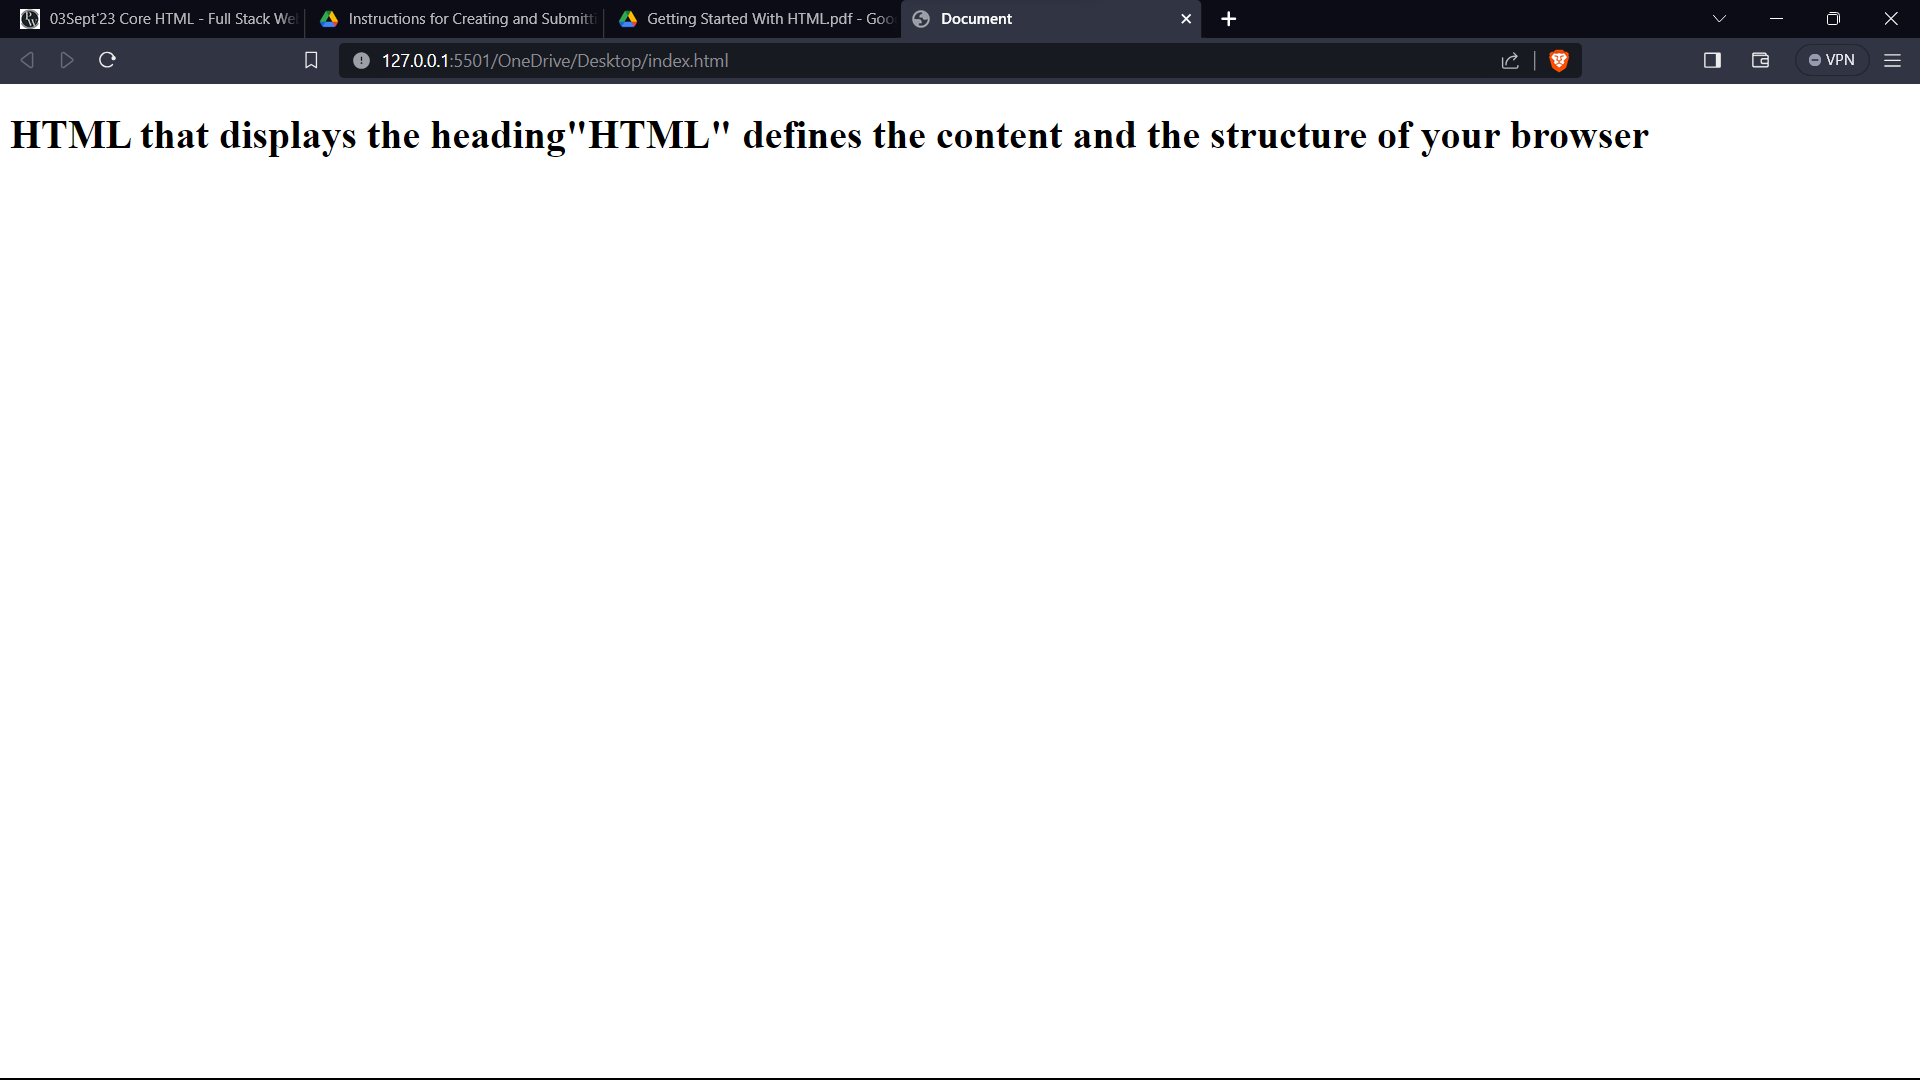 03Sept'23 Core HTML - Full Stack We
Instructions for Creating and Submitt
Getting Started With HTML.pdf - Goo
Document
127.0.0.1:5501/OneDrive/Desktop/index.html
VPN
HTML that displays the heading"HTML" defines the content and the structure of your browser